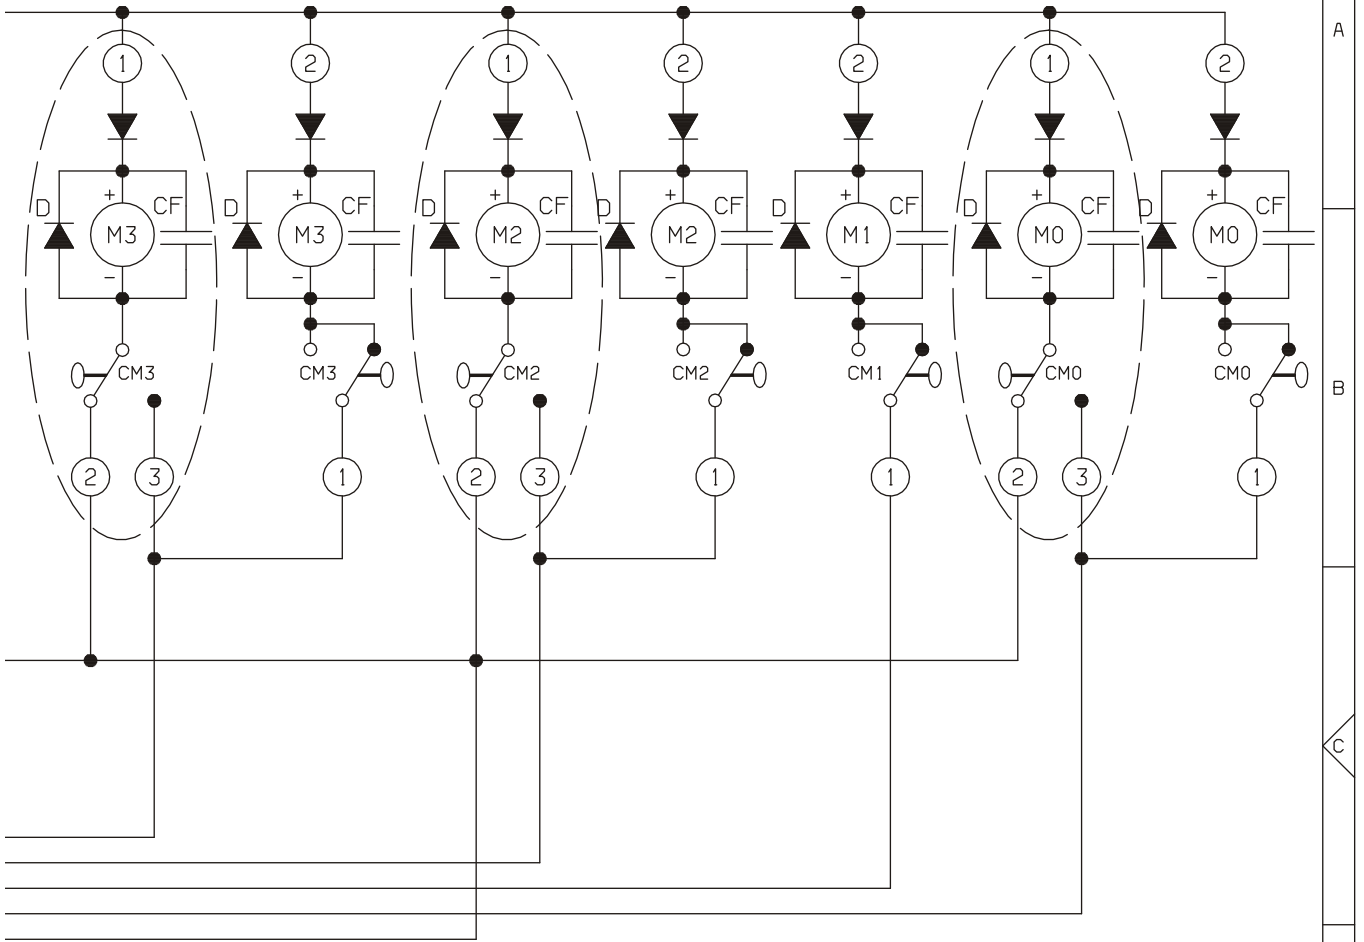 A
1 2 1 2 2 1 2
+ + + + + + +
D CF D CF D CF D CF D CF D CF D CF
M3 M3 M2 M2 M1 M0 M0
- - - - - - -
CM3 CM3 CM2 CM2 CM1 CM0 CM0
B
2 3 1 2 3 1 1 2 3 1
C